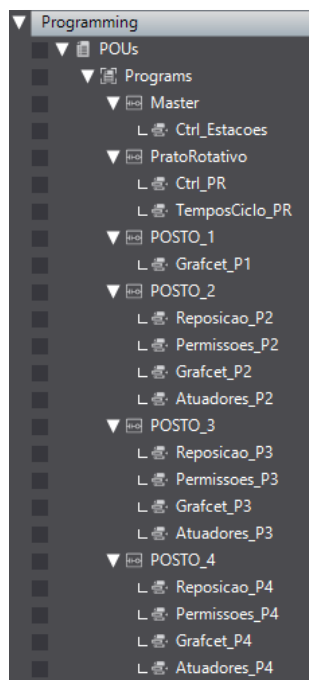 Programming
POUs
Programs
Master
Ctrl_Estacoes
PratoRotativo
Ctrl_PR
TemposCiclo_PR
POSTO_1
Grafcet_P1
POSTO_2
Reposicao_P2
Permissoes_P2
Grafcet_P2
Atuadores_P2
POSTO_3
Reposicao_P3
Permissoes_P3
Grafcet_P3
Atuadores_P3
POSTO_4
Reposicao_P4
Permissoes_P4
Grafcet_P4
Atuadores_P4